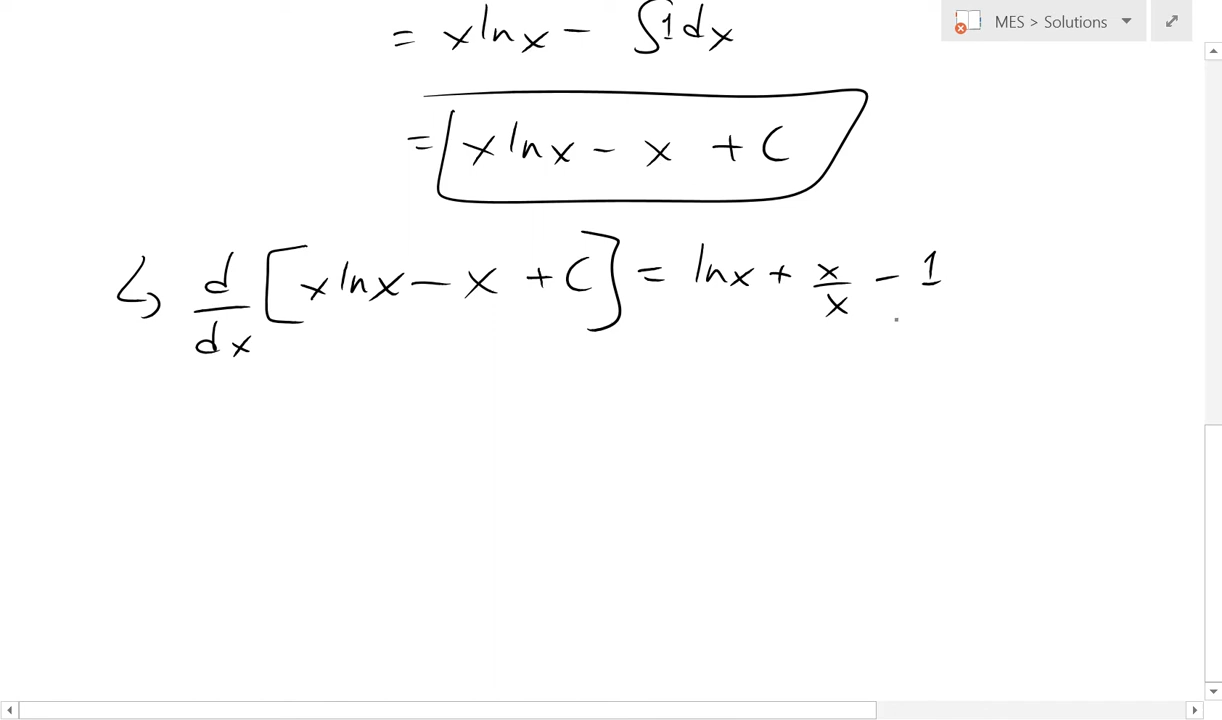 MES > Solutions
= x ln x − ∫1 dx
= x ln x − x + C
↳ d/dx [x ln x − x + C] = ln x + x/x − 1